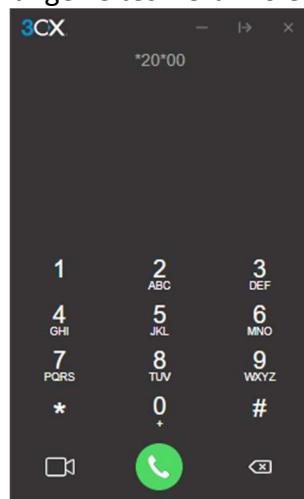 3CX
*20*00
1 2 3
ABC DEF
4 5 6
GHI JKL MNO
7 8 9
PQRS TUV WXYZ
* 0 #
+